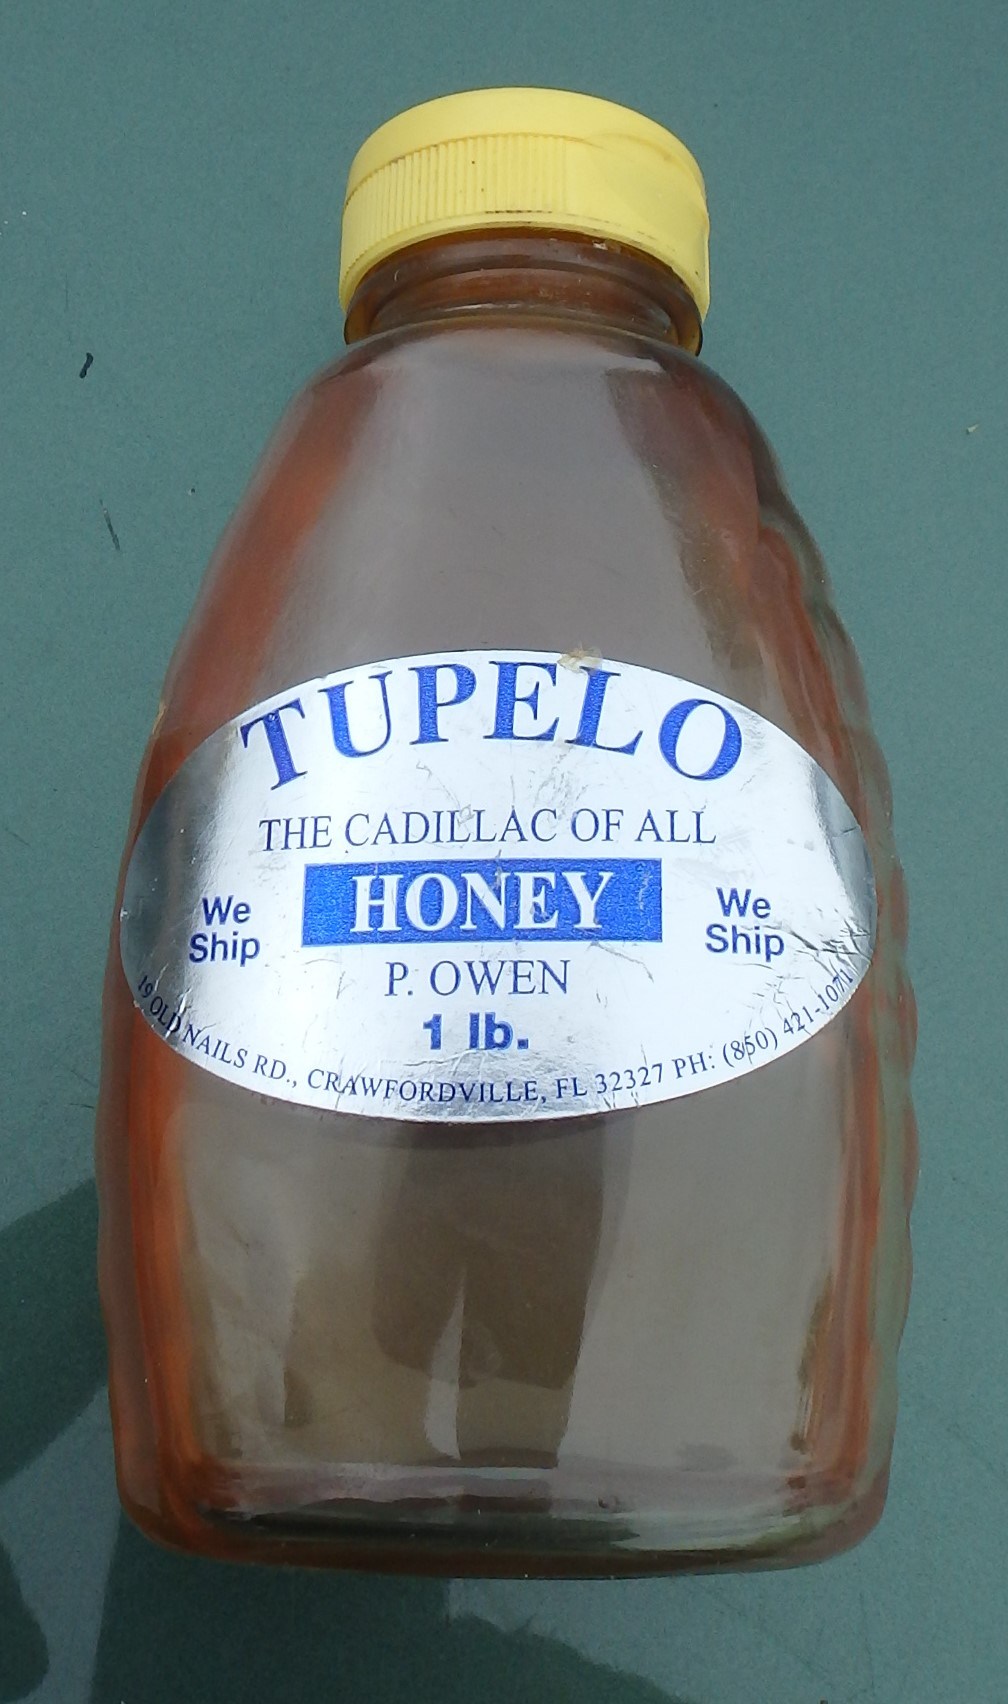 TUPELO
THE CADILLAC OF ALL
HONEY
We
Ship
We
Ship
P. OWEN
1 lb.
19 OLD NAILS RD., CRAWFORDVILLE, FL 32327 PH: (850) 421-1071